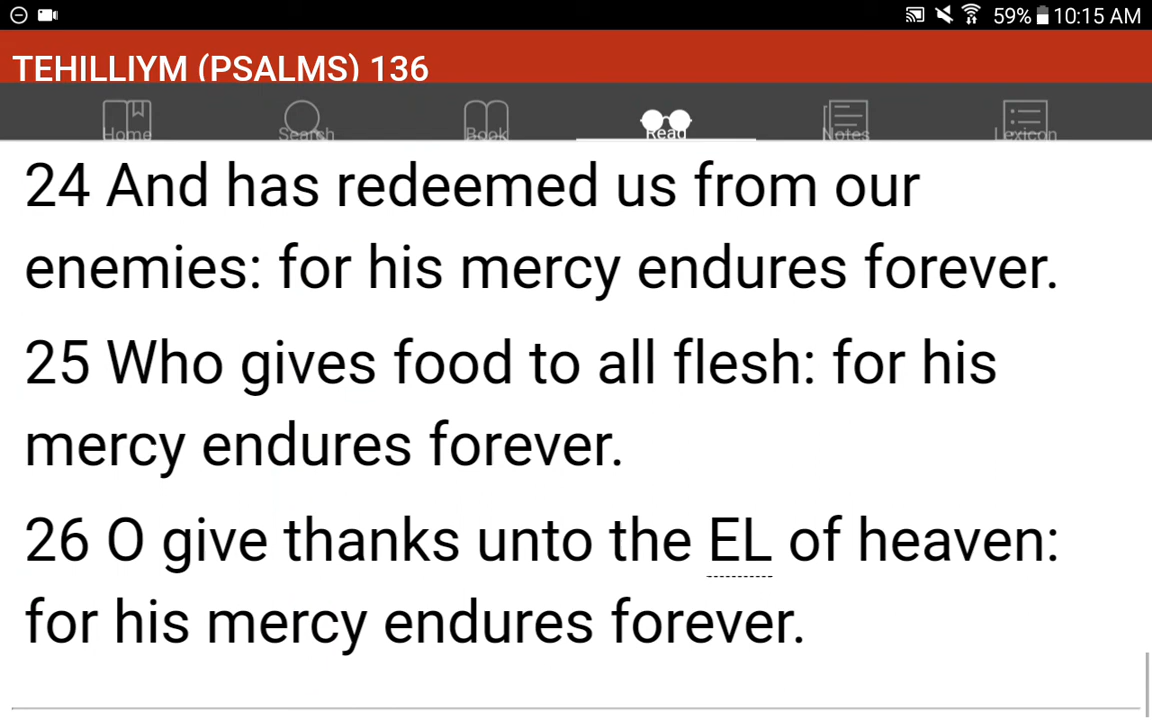 59% 10:15 AM
TEHILLIYM (PSALMS) 136
Home Search Book Read Notes Lexicon
24 And has redeemed us from our
enemies: for his mercy endures forever.
25 Who gives food to all flesh: for his
mercy endures forever.
26 O give thanks unto the EL of heaven:
for his mercy endures forever.